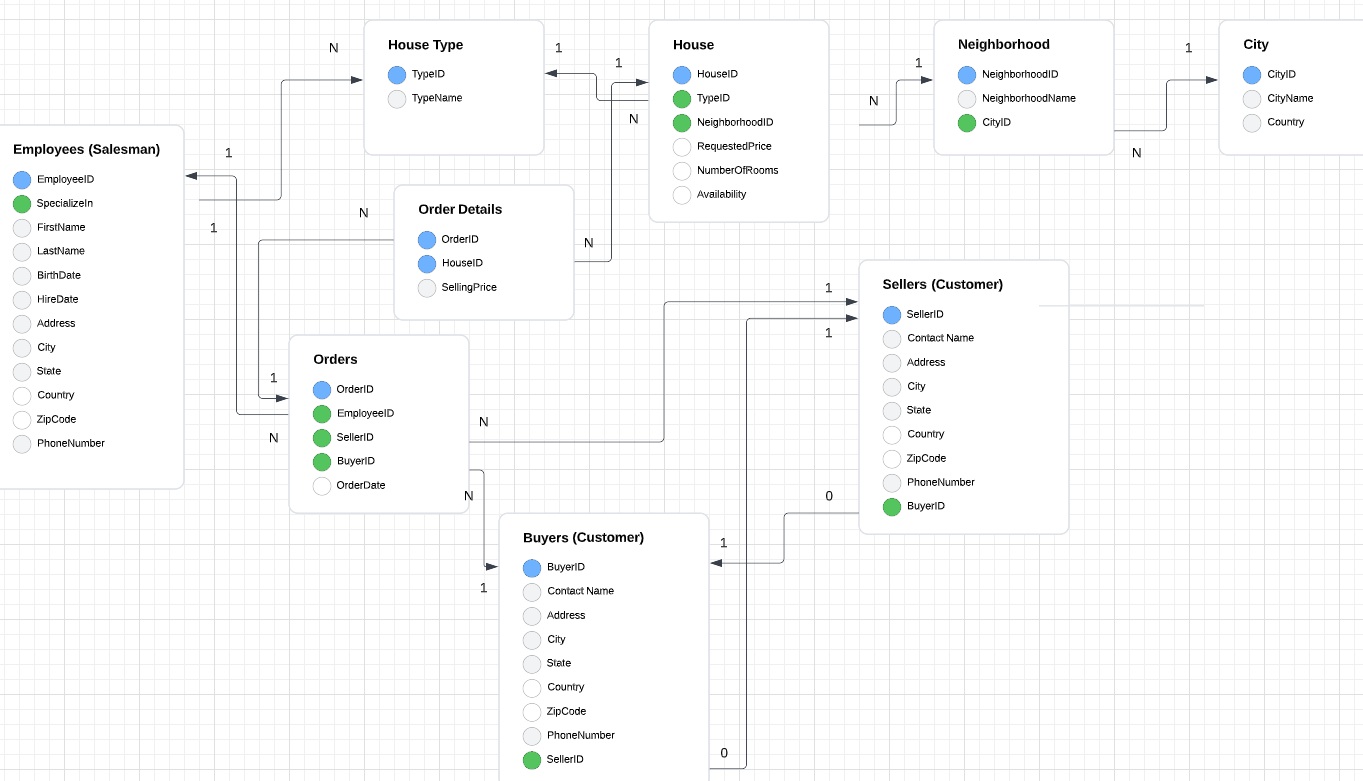 House Type
TypeID
TypeName
House
HouseID
TypeID
NeighborhoodID
RequestedPrice
NumberOfRooms
Availability
Neighborhood
NeighborhoodID
NeighborhoodName
CityID
City
CityID
CityName
Country
Employees (Salesman)
EmployeeID
SpecializeIn
FirstName
LastName
BirthDate
HireDate
Address
City
State
Country
ZipCode
PhoneNumber
Order Details
OrderID
HouseID
SellingPrice
Orders
OrderID
EmployeeID
SellerID
BuyerID
OrderDate
Sellers (Customer)
SellerID
Contact Name
Address
City
State
Country
ZipCode
PhoneNumber
BuyerID
Buyers (Customer)
BuyerID
Contact Name
Address
City
State
Country
ZipCode
PhoneNumber
SellerID
N
1
1
N
N
1
1
N
1
1
N
N
1
N
N
1
1
N
1
0
1
0